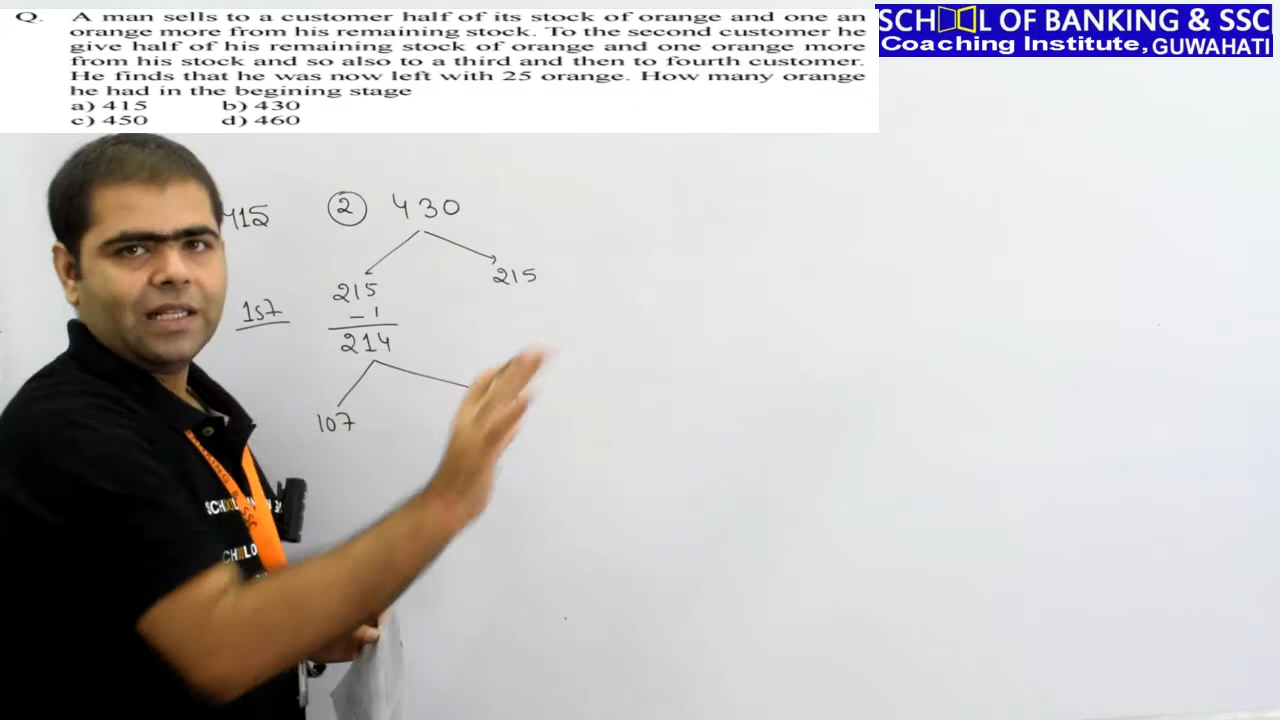 Q. A man sells to a customer half of its stock of orange and one an
orange more from his remaining stock. To the second customer he
give half of his remaining stock of orange and one orange more
from his stock and so also to a third and then to fourth customer.
He finds that he was now left with 25 orange. How many orange
he had in the begining stage
a) 415 b) 430
c) 450 d) 460
SCHOOL OF BANKING & SSC
Coaching Institute, GUWAHATI
415 2 430
215 215
1st - 1
214
107